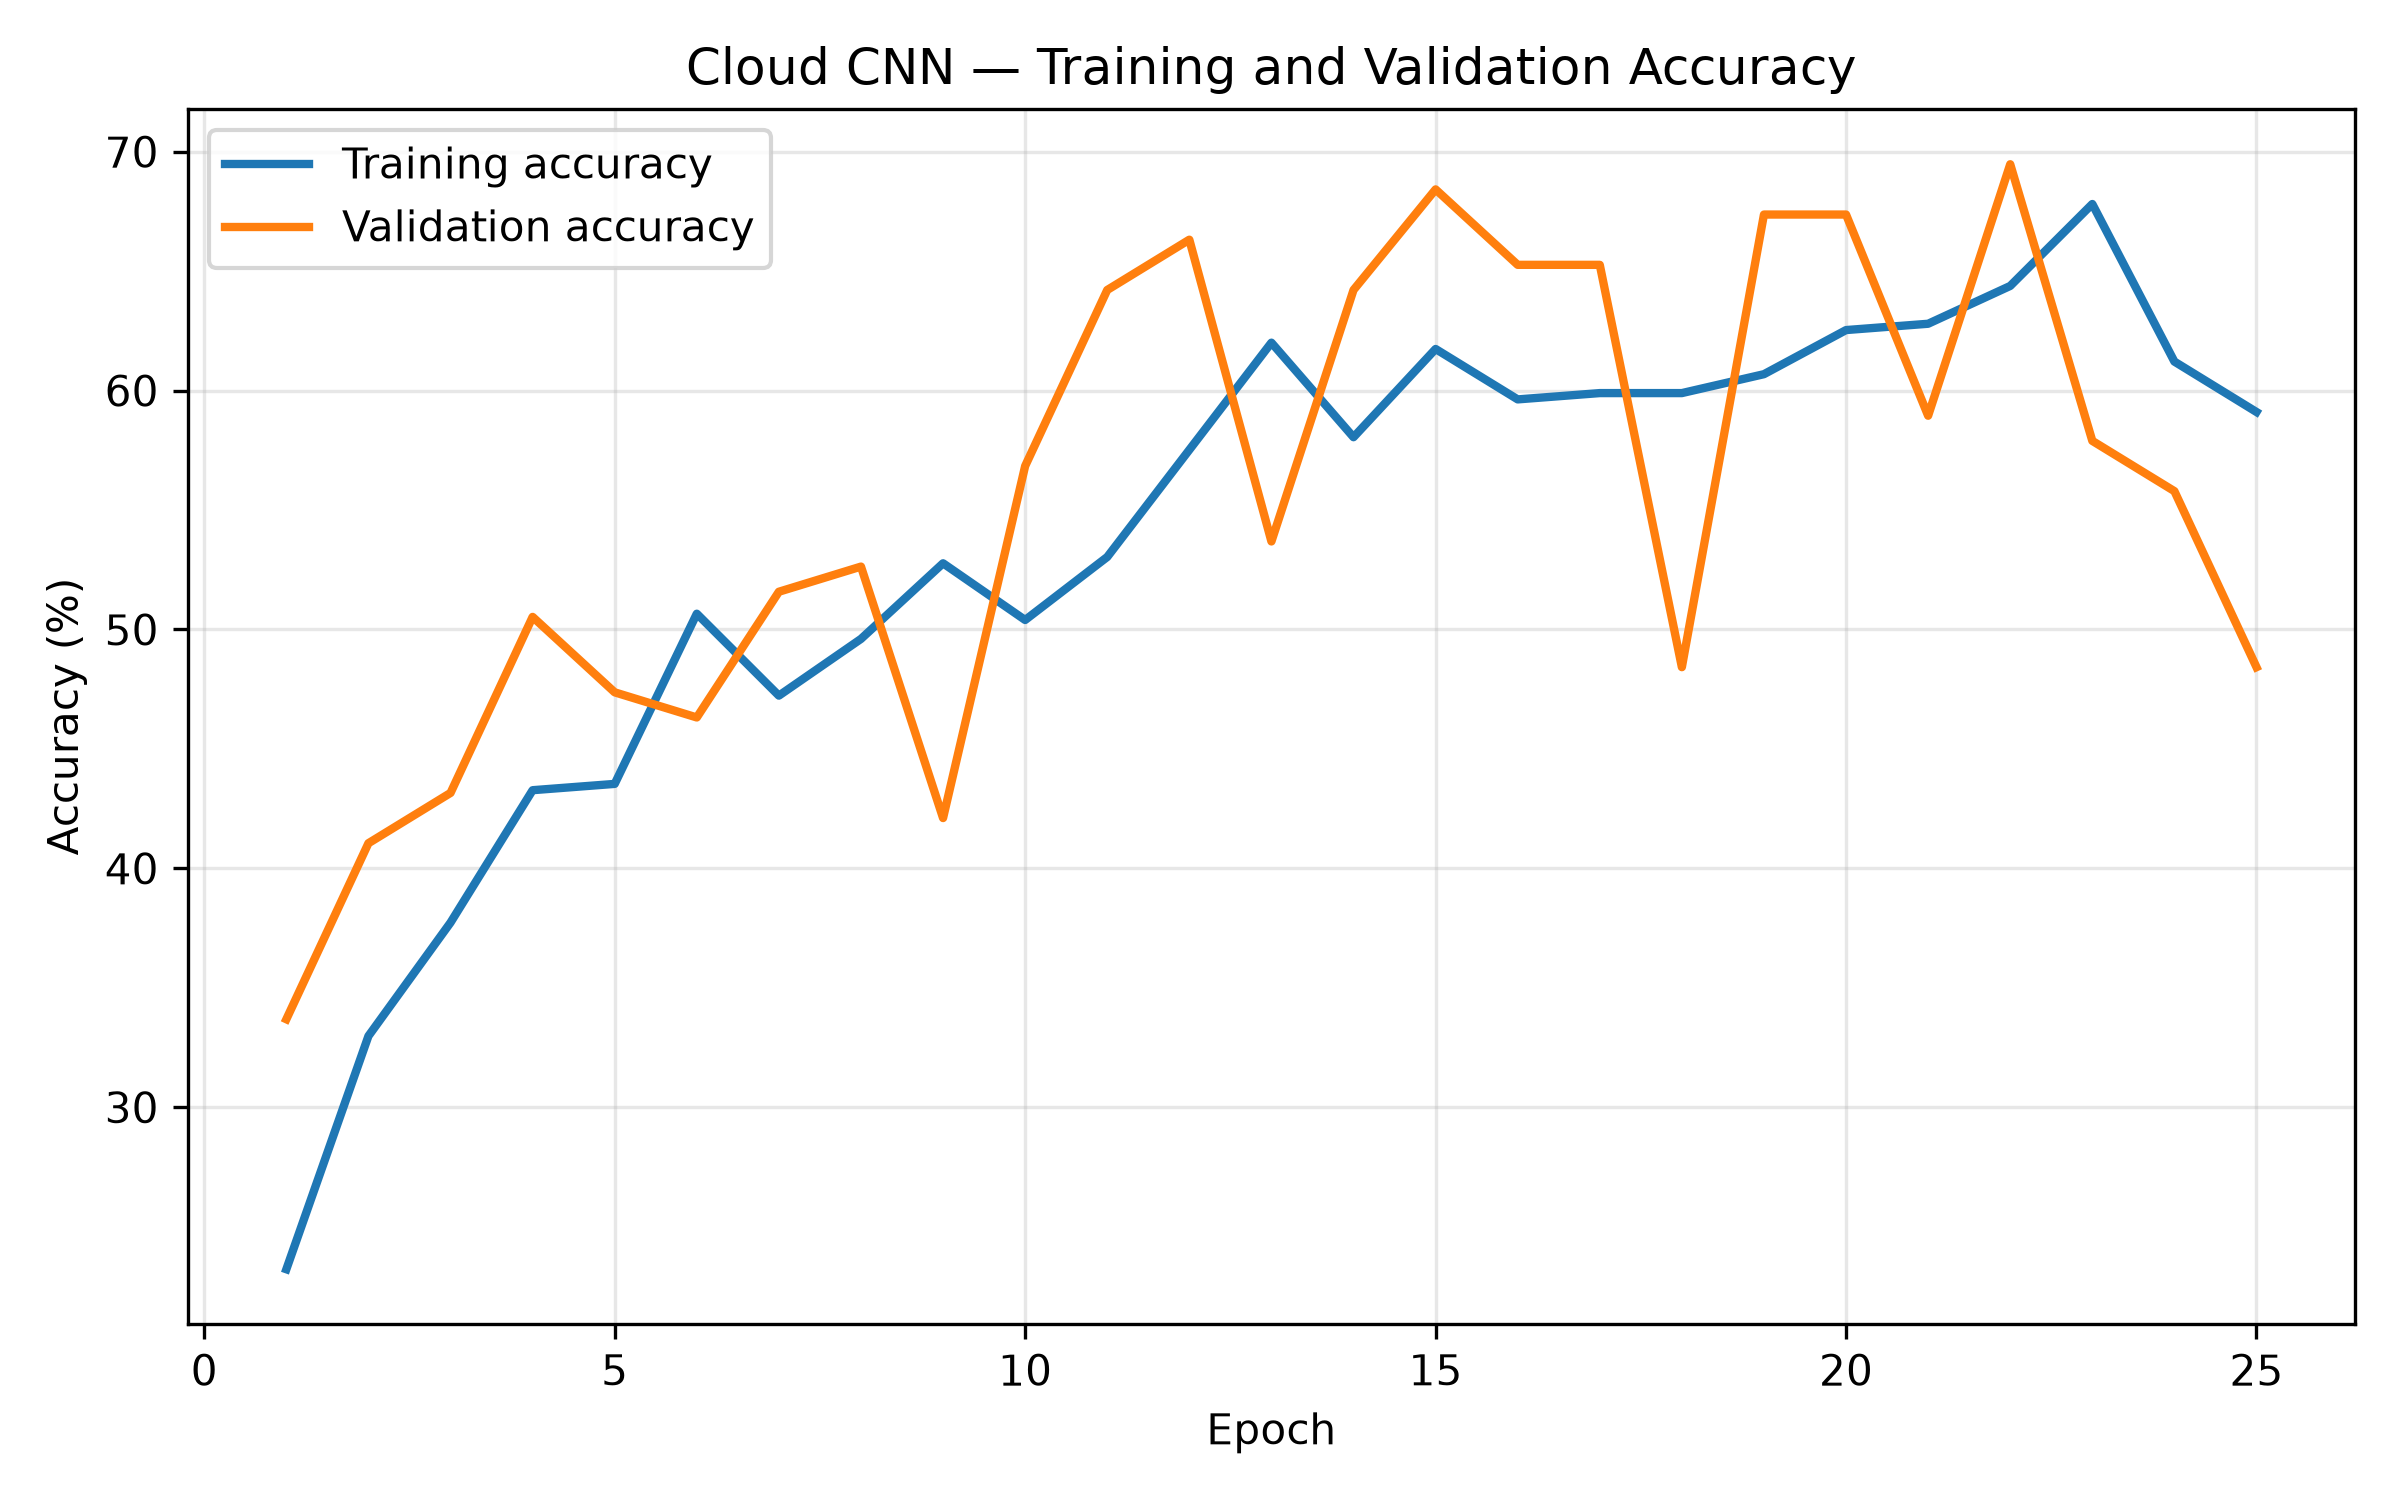 Cloud CNN — Training and Validation Accuracy
Training accuracy
Validation accuracy
Accuracy (%)
70
60
50
40
30
0 5 10 15 20 25
Epoch